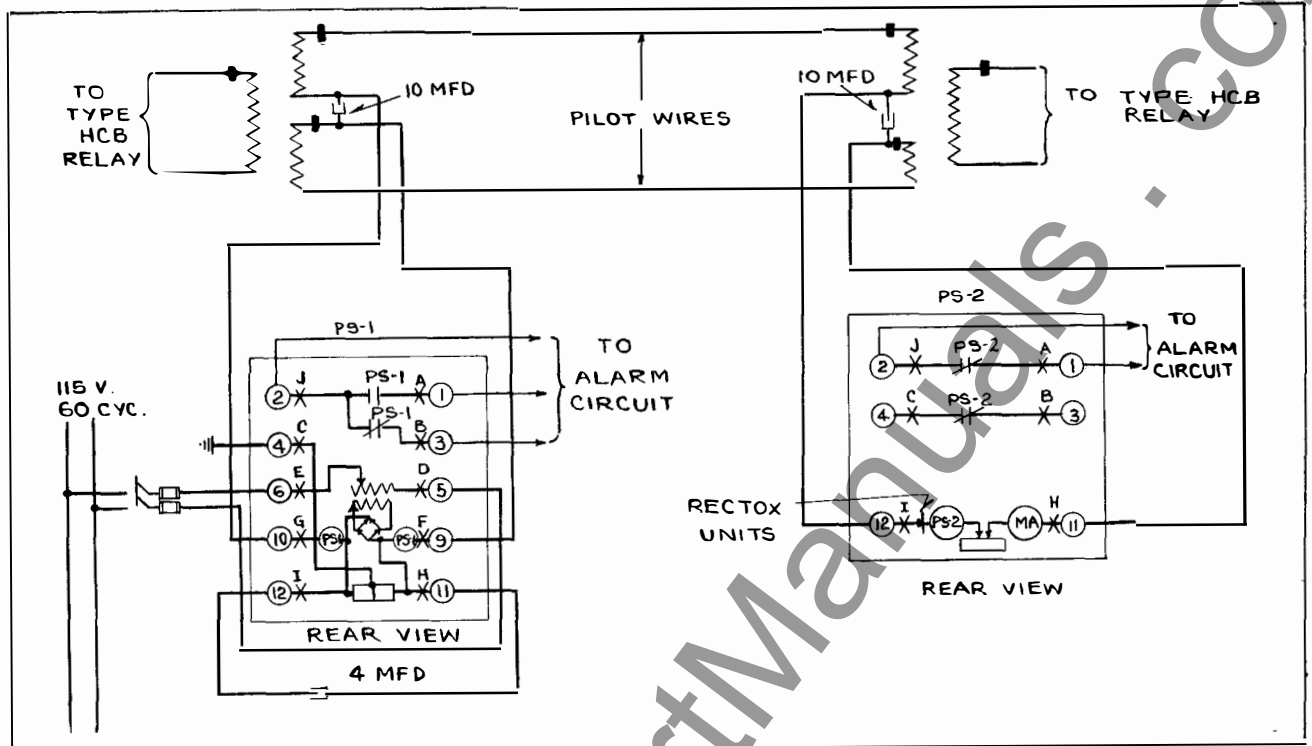 TO TYPE HCB RELAY
10 MFD
PILOT WIRES
10 MFD
TO TYPE HCB RELAY
115 V.
60 CYC.
PS-1
TO
ALARM
CIRCUIT
2 J PS-1 A 1
PS-1 B 3
4 C
6 E D 5
10 G F 9
12 I H 11
REAR VIEW
4 MFD
PS-2
TO
ALARM
CIRCUIT
2 J PS-2 A 1
4 C PS-2 B 3
RECTOX
UNITS
12 I PS-2 MA H 11
REAR VIEW